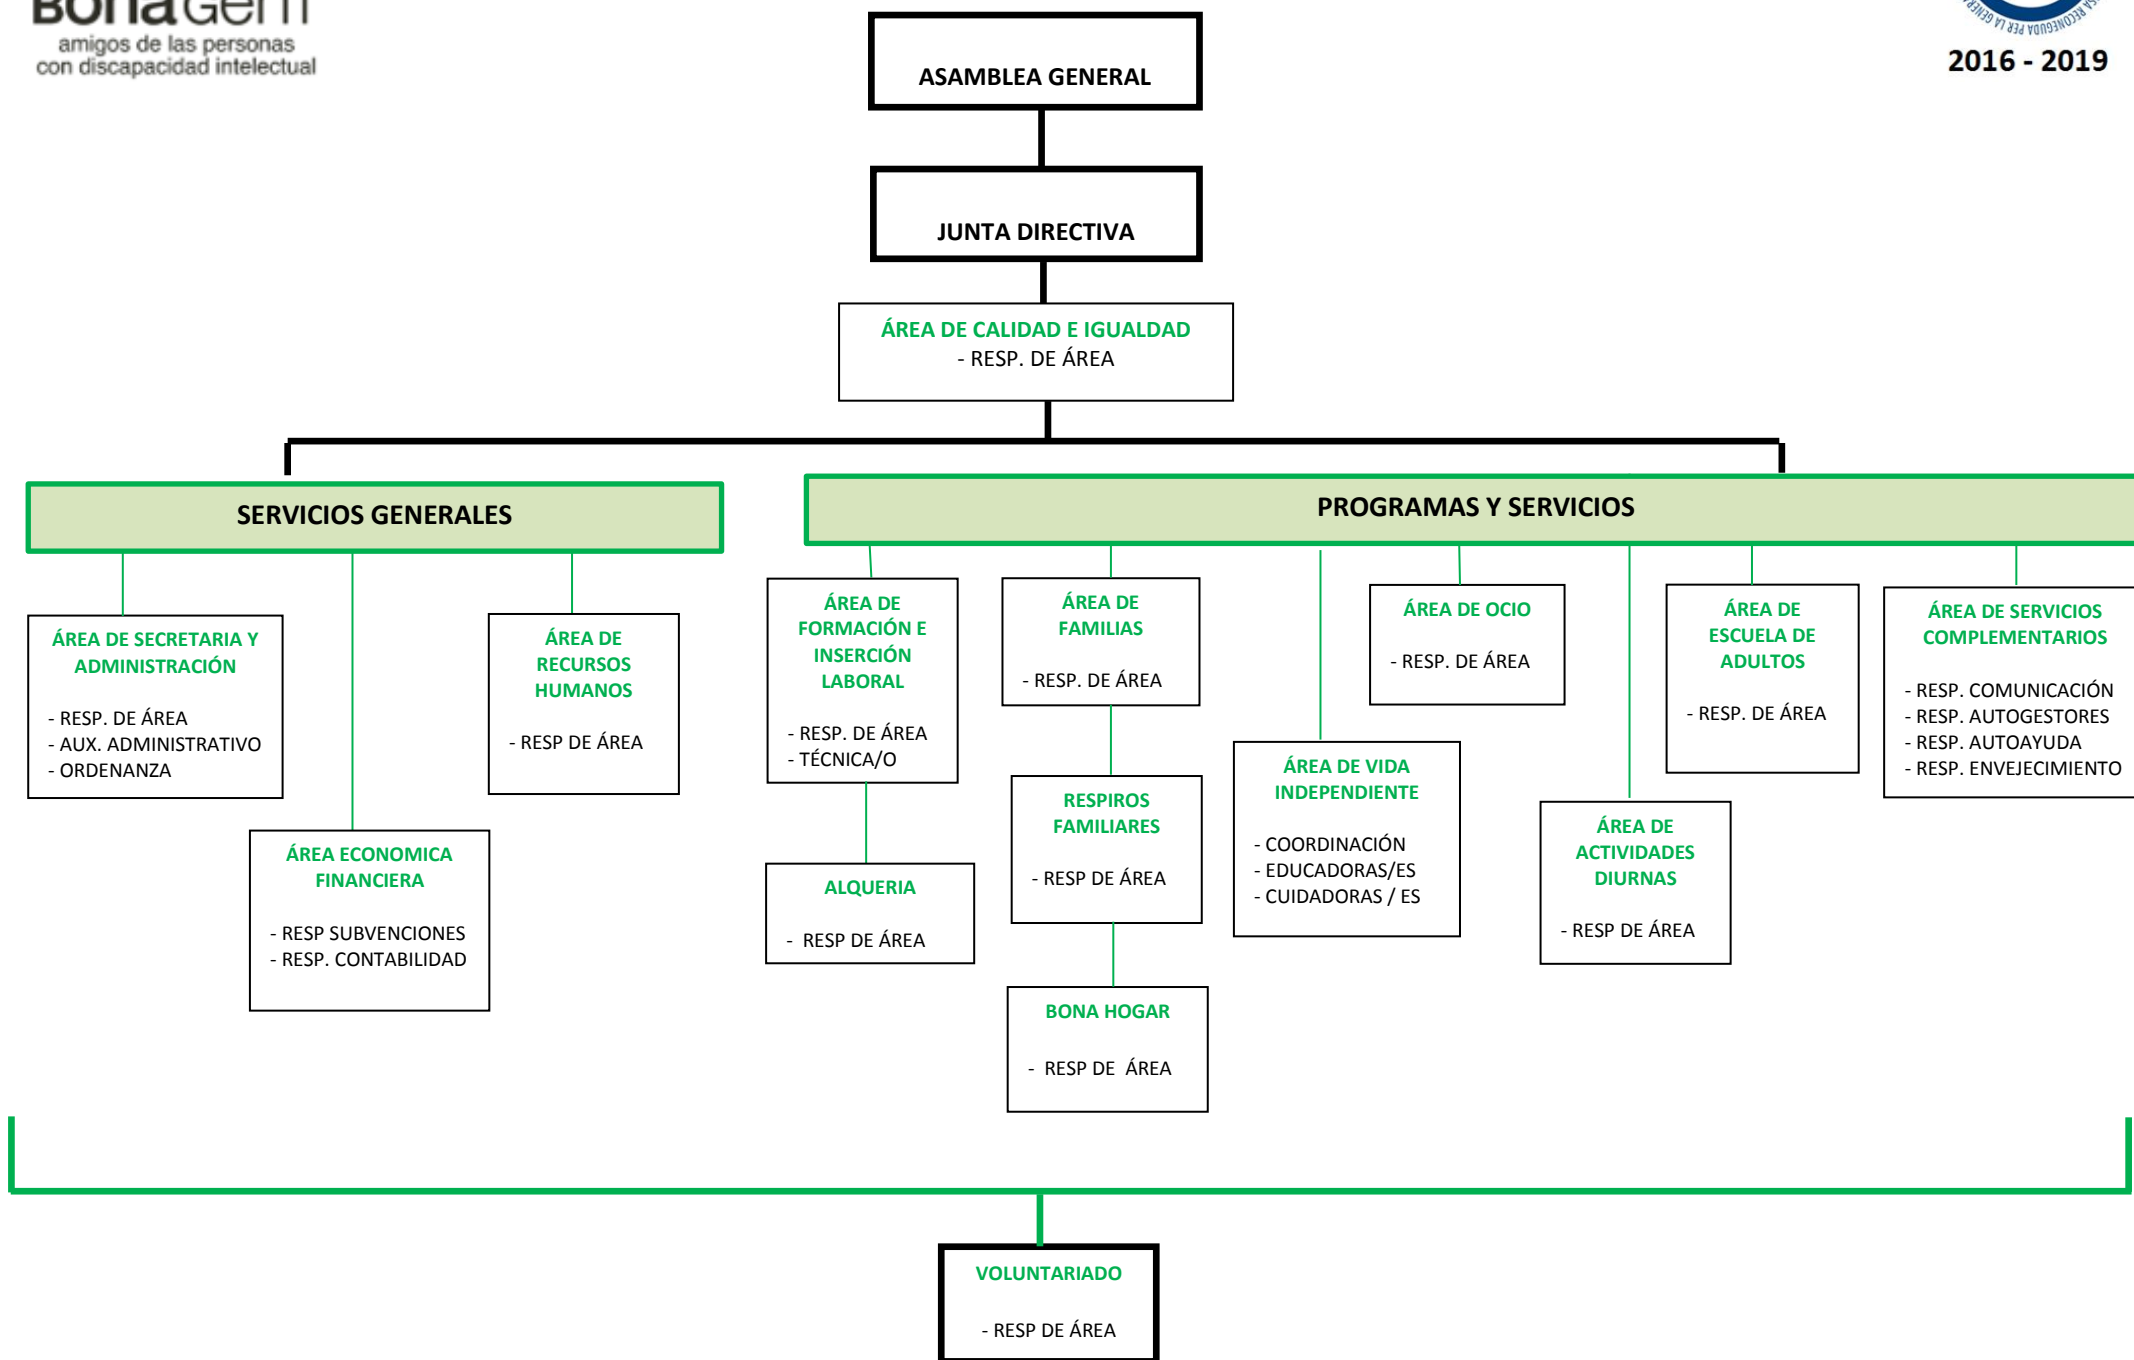 BonaGent
amigos de las personas
con discapacidad intelectual
RECONEGUDA PER LA GENERA
2016 - 2019
ASAMBLEA GENERAL
JUNTA DIRECTIVA
ÁREA DE CALIDAD E IGUALDAD
- RESP. DE ÁREA
SERVICIOS GENERALES
PROGRAMAS Y SERVICIOS
ÁREA DE SECRETARIA Y
ADMINISTRACIÓN
- RESP. DE ÁREA
- AUX. ADMINISTRATIVO
- ORDENANZA
ÁREA ECONOMICA
FINANCIERA
- RESP SUBVENCIONES
- RESP. CONTABILIDAD
ÁREA DE
RECURSOS
HUMANOS
- RESP DE ÁREA
ÁREA DE
FORMACIÓN E
INSERCIÓN
LABORAL
- RESP. DE ÁREA
- TÉCNICA/O
ALQUERIA
- RESP DE ÁREA
ÁREA DE
FAMILIAS
- RESP. DE ÁREA
RESPIROS
FAMILIARES
- RESP DE ÁREA
BONA HOGAR
- RESP DE ÁREA
ÁREA DE VIDA
INDEPENDIENTE
- COORDINACIÓN
- EDUCADORAS/ES
- CUIDADORAS / ES
ÁREA DE OCIO
- RESP. DE ÁREA
ÁREA DE
ACTIVIDADES
DIURNAS
- RESP DE ÁREA
ÁREA DE
ESCUELA DE
ADULTOS
- RESP. DE ÁREA
ÁREA DE SERVICIOS
COMPLEMENTARIOS
- RESP. COMUNICACIÓN
- RESP. AUTOGESTORES
- RESP. AUTOAYUDA
- RESP. ENVEJECIMIENTO
VOLUNTARIADO
- RESP DE ÁREA